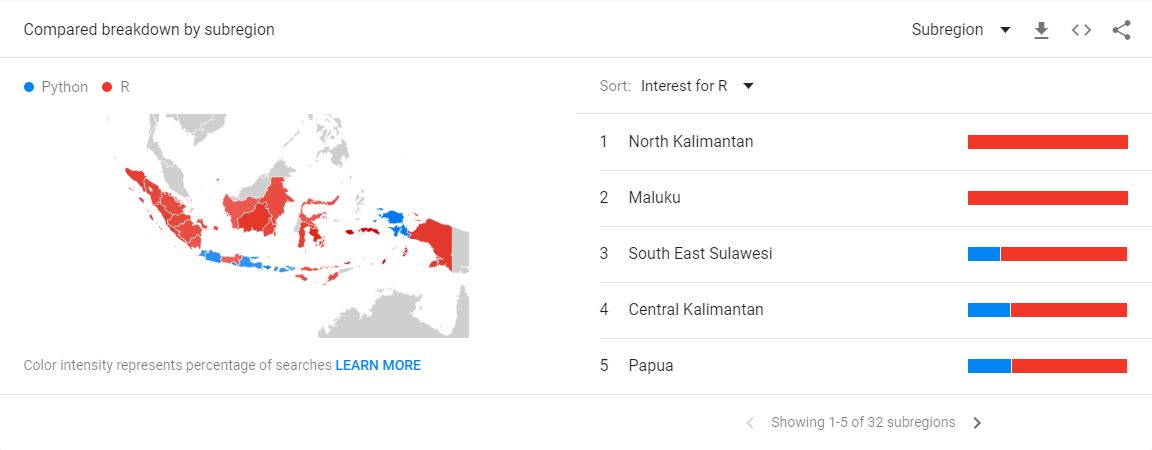 Compared breakdown by subregion
Subregion
Python R
Sort: Interest for R
1 North Kalimantan
2 Maluku
3 South East Sulawesi
4 Central Kalimantan
5 Papua
Color intensity represents percentage of searches LEARN MORE
Showing 1-5 of 32 subregions